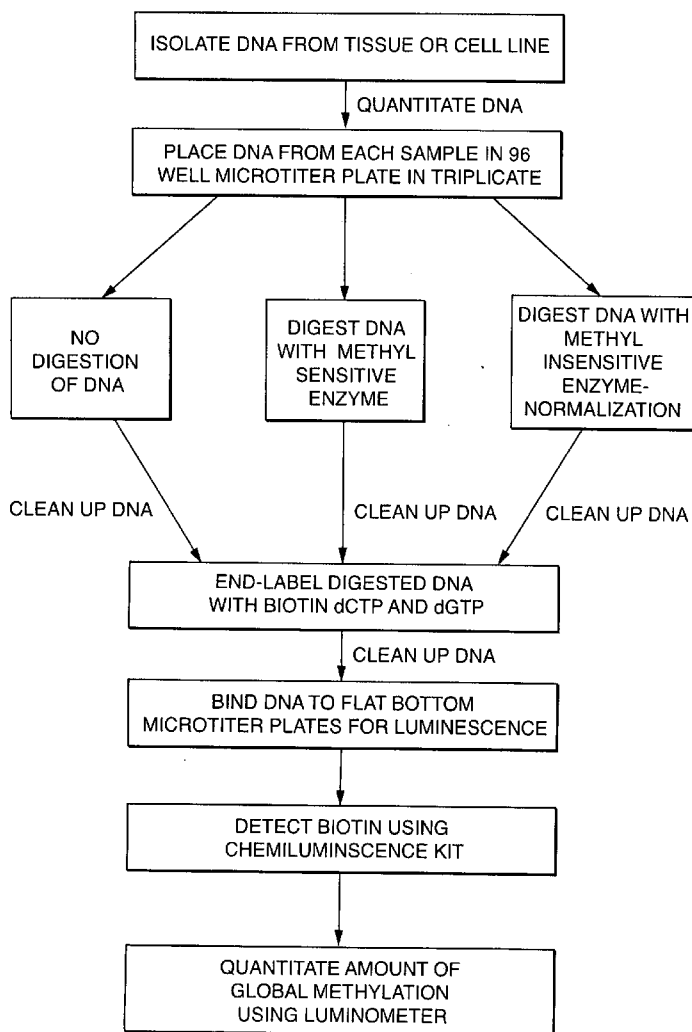 ISOLATE DNA FROM TISSUE OR CELL LINE
QUANTITATE DNA
PLACE DNA FROM EACH SAMPLE IN 96
WELL MICROTITER PLATE IN TRIPLICATE
NO
DIGESTION
OF DNA
DIGEST DNA
WITH METHYL
SENSITIVE
ENZYME
DIGEST DNA WITH
METHYL
INSENSITIVE
ENZYME-
NORMALIZATION
CLEAN UP DNA
CLEAN UP DNA
CLEAN UP DNA
END-LABEL DIGESTED DNA
WITH BIOTIN dCTP AND dGTP
CLEAN UP DNA
BIND DNA TO FLAT BOTTOM
MICROTITER PLATES FOR LUMINESCENCE
DETECT BIOTIN USING
CHEMILUMINSCENCE KIT
QUANTITATE AMOUNT OF
GLOBAL METHYLATION
USING LUMINOMETER